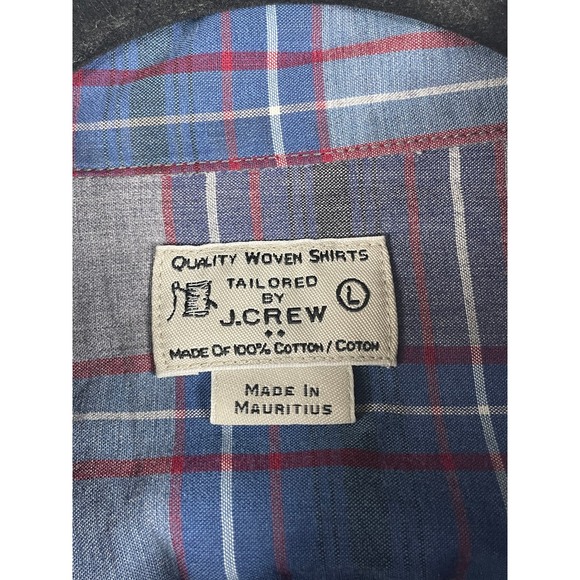 QUALITY WOVEN SHIRTS
TAILORED
BY
J.CREW
L
MADE OF 100% COTTON / COTON
MADE IN
MAURITIUS